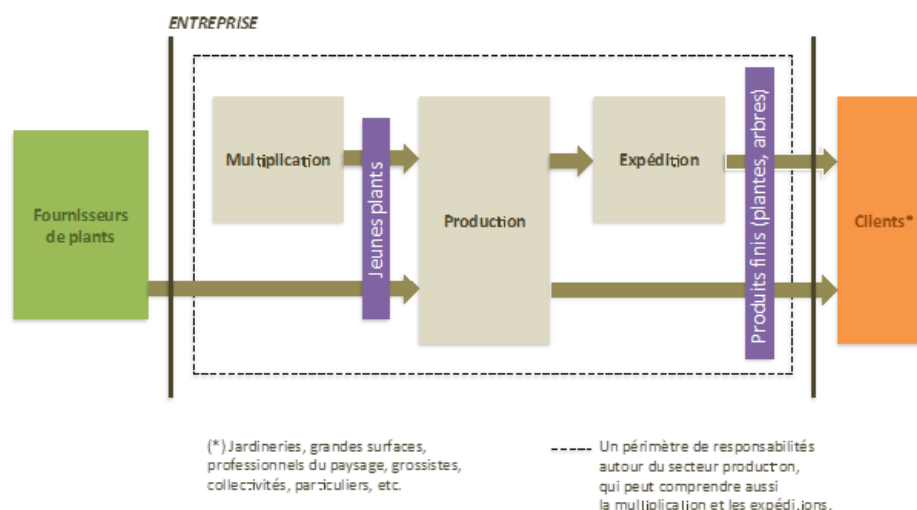 ENTREPRISE
Fournisseurs
de plants
Multiplication
Jeunes plants
Production
Expédition
Produits finis (plantes, arbres)
Clients*
(*) Jardineries, grandes surfaces,
professionnels du paysage, grossistes,
collectivités, particuliers, etc.
Un périmètre de responsabilités
autour du secteur production,
qui peut comprendre aussi
la multiplication et les expéditions.